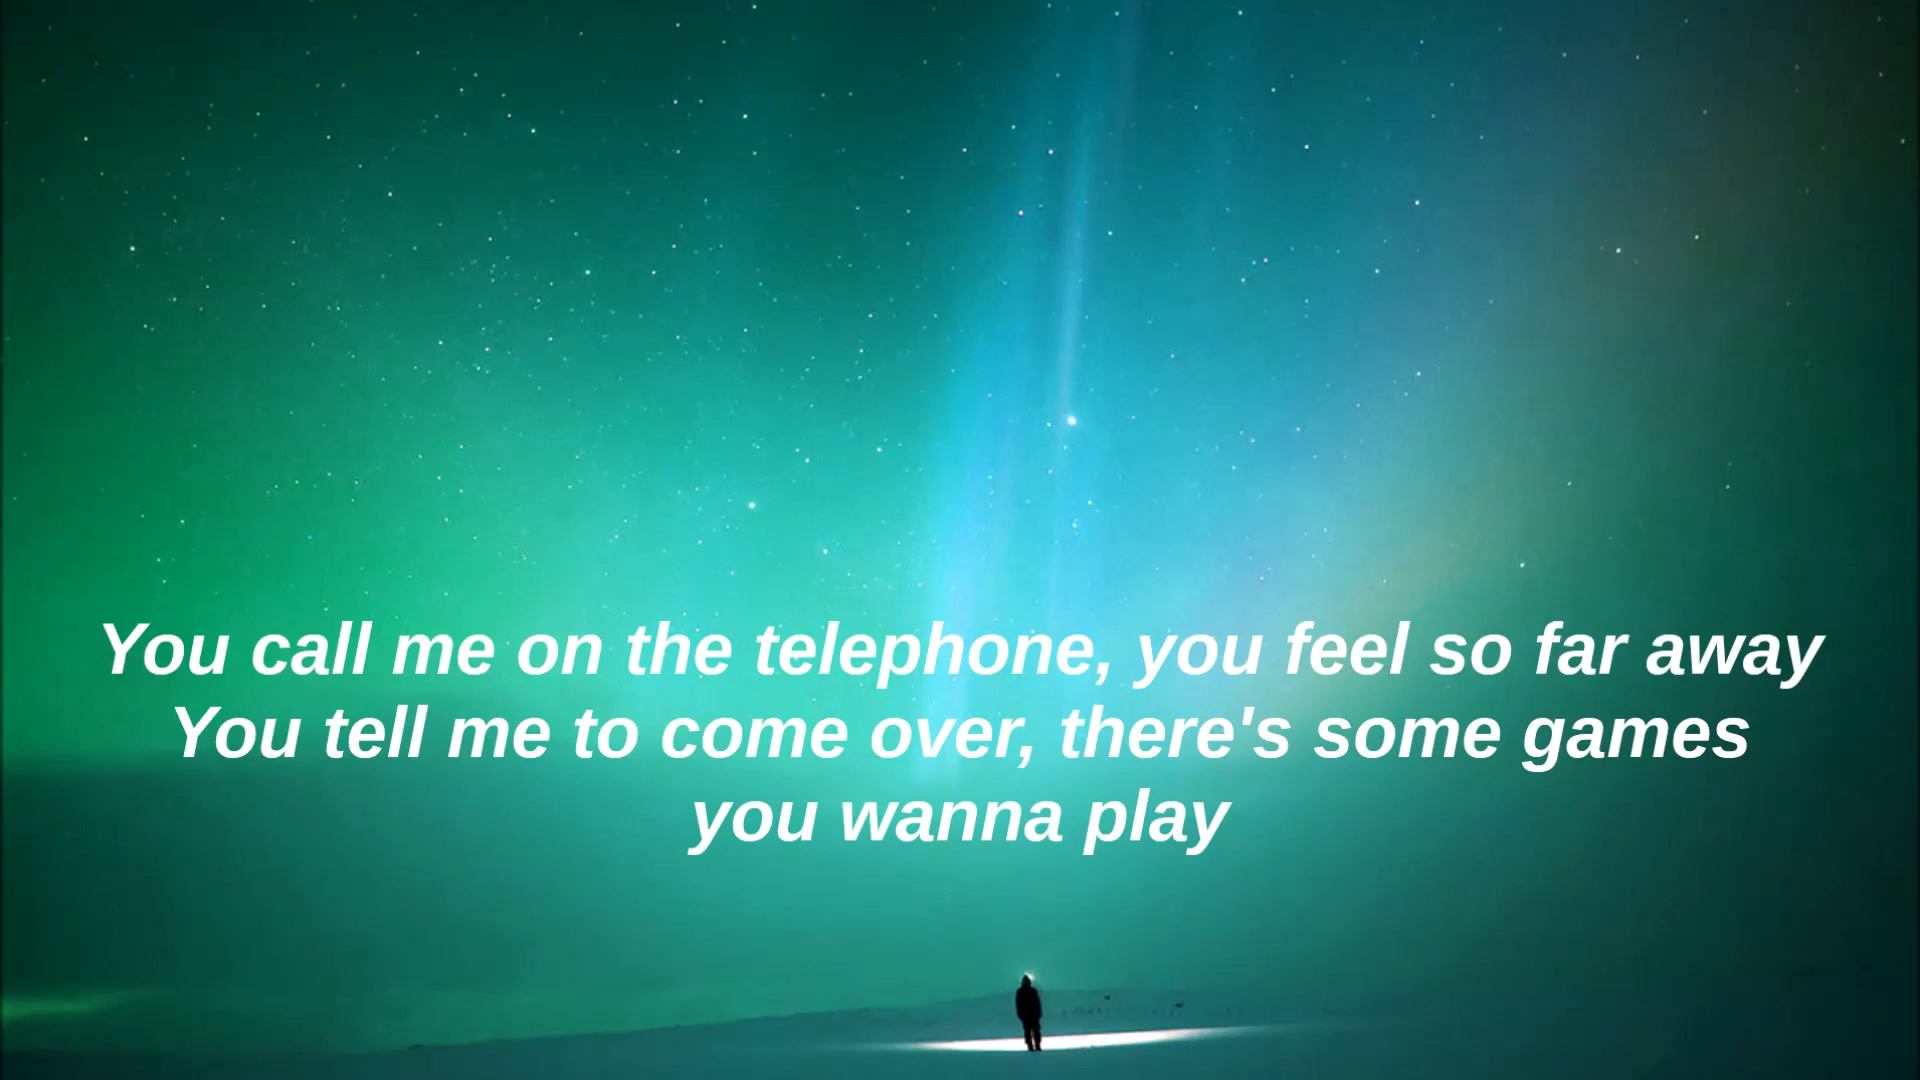 You call me on the telephone, you feel so far away
You tell me to come over, there's some games
you wanna play